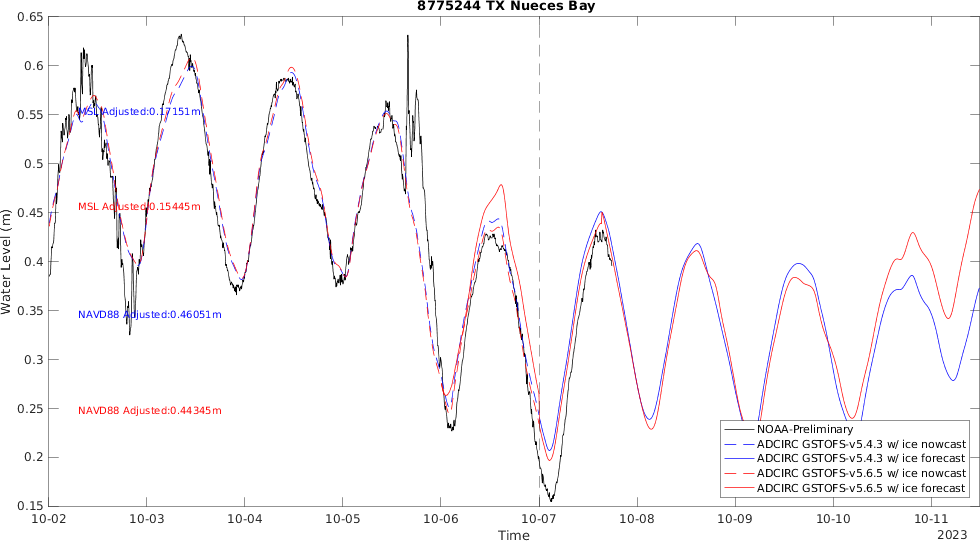 8775244 TX Nueces Bay
0.65
0.6
0.55
0.5
0.45
0.4
0.35
0.3
0.25
0.2
0.15
Water Level (m)
MSL Adjusted:0.17151m
MSL Adjusted:0.15445m
NAVD88 Adjusted:0.46051m
NAVD88 Adjusted:0.44345m
NOAA-Preliminary
ADCIRC GSTOFS-v5.4.3 w/ ice nowcast
ADCIRC GSTOFS-v5.4.3 w/ ice forecast
ADCIRC GSTOFS-v5.6.5 w/ ice nowcast
ADCIRC GSTOFS-v5.6.5 w/ ice forecast
10-02 10-03 10-04 10-05 10-06 10-07 10-08 10-09 10-10 10-11
Time 2023